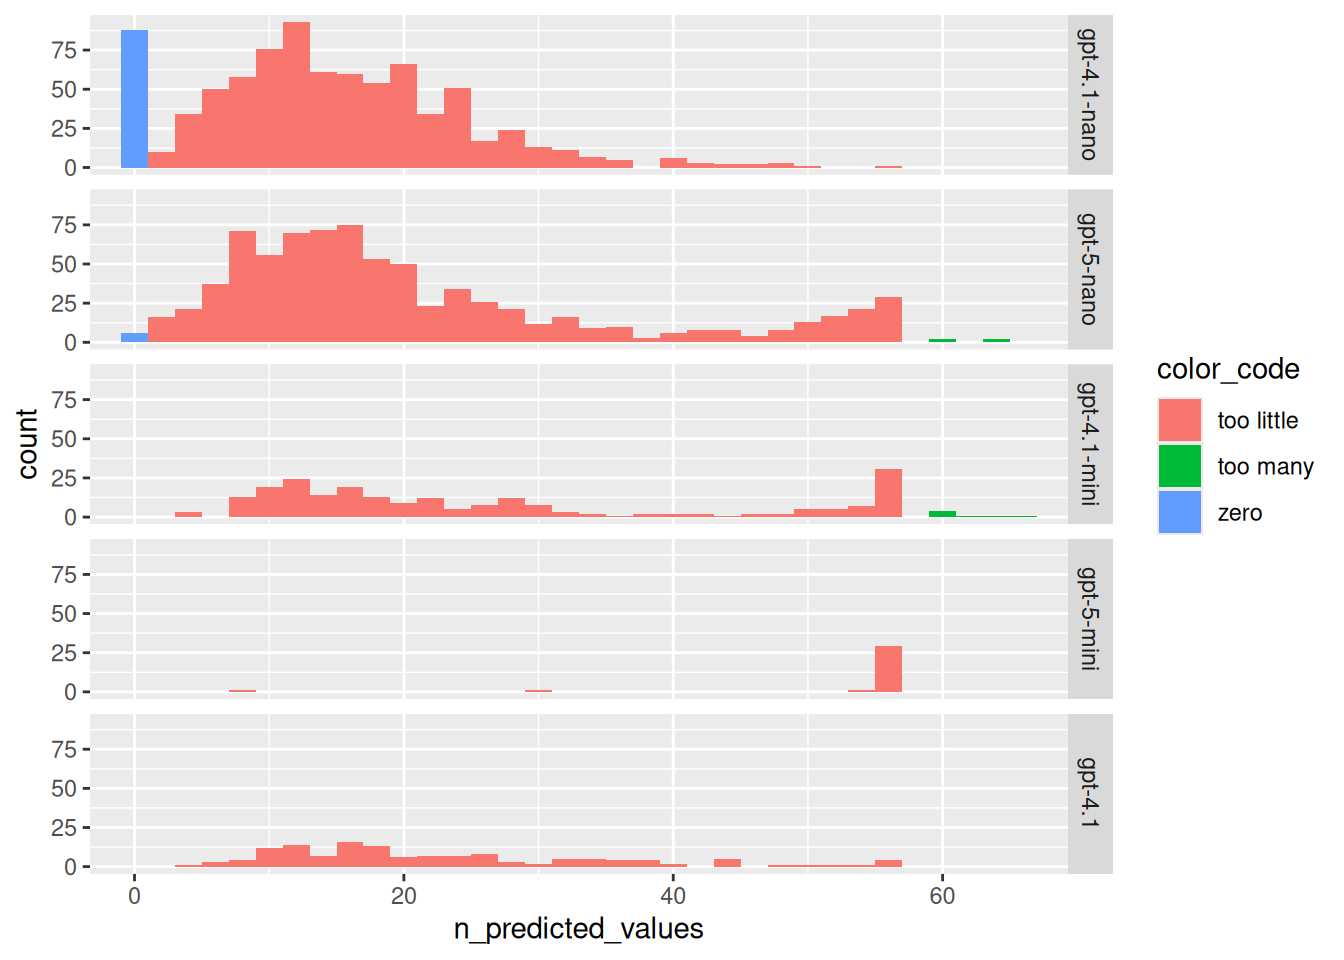 75
50
25
0
gpt-4.1-nano
75
50
25
0
gpt-5-nano
75
50
25
0
gpt-4.1-mini
75
50
25
0
gpt-5-mini
75
50
25
0
gpt-4.1
0 20 40 60
n_predicted_values
count
color_code
too little
too many
zero